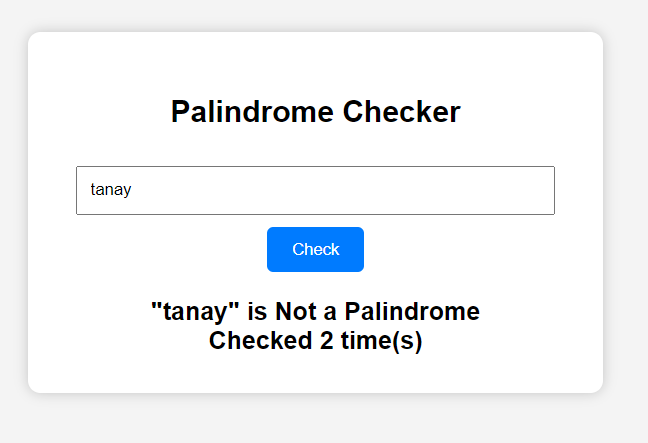 Palindrome Checker
tanay
Check
"tanay" is Not a Palindrome
Checked 2 time(s)